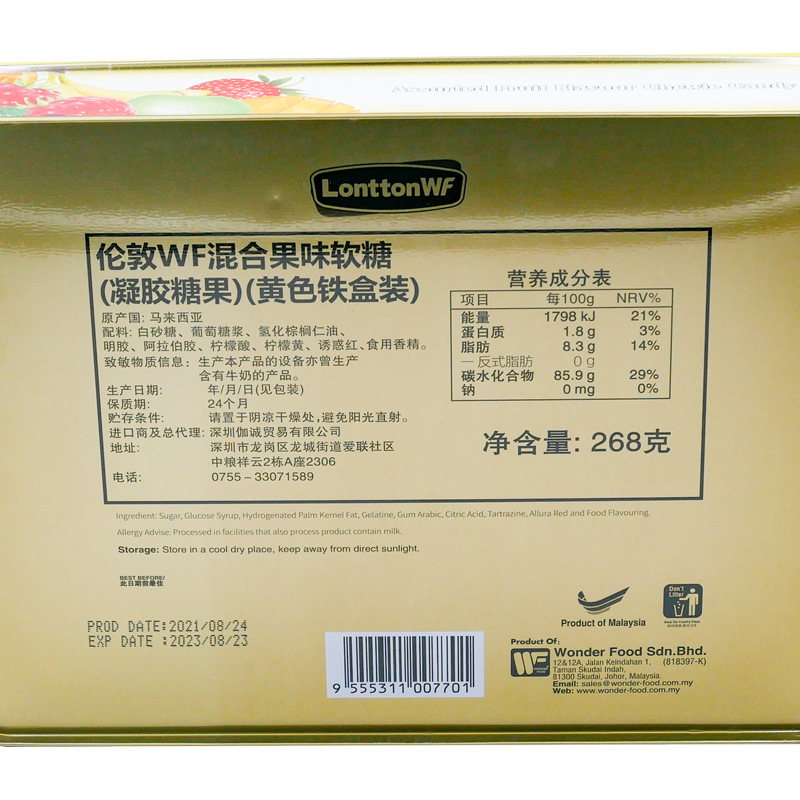 Assorted Fruit Flavour Chewie Candy
LonttonWF
伦敦WF混合果味软糖
(凝胶糖果)(黄色铁盒装)
原产国: 马来西亚
配料: 白砂糖、葡萄糖浆、氢化棕榈仁油、
明胶、阿拉伯胶、柠檬酸、柠檬黄、诱惑红、食用香精。
致敏物质信息: 生产本产品的设备亦曾生产
含有牛奶的产品。
生产日期: 年/月/日(见包装)
保质期: 24个月
贮存条件: 请置于阴凉干燥处,避免阳光直射。
进口商及总代理: 深圳伽诚贸易有限公司
地址: 深圳市龙岗区龙城街道爱联社区
中粮祥云2栋A座2306
电话: 0755 – 33071589
营养成分表
项目 每100g NRV%
能量 1798 kJ 21%
蛋白质 1.8 g 3%
脂肪 8.3 g 14%
— 反式脂肪 0 g
碳水化合物 85.9 g 29%
钠 0 mg 0%
净含量: 268克
Ingredient: Sugar, Glucose Syrup, Hydrogenated Palm Kernel Fat, Gelatine, Gum Arabic, Citric Acid, Tartrazine, Allura Red and Food Flavouring.
Allergy Advise: Processed in facilities that also process product contain milk.
Storage: Store in a cool dry place, keep away from direct sunlight.
BEST BEFORE/
此日期前最佳
PROD DATE:2021/08/24
EXP DATE :2023/08/23
9 555311 007701
Product of Malaysia
Don't
Litter
Keep Our Country Clean
Product Of:
WF
WONDER FOOD
Wonder Food Sdn.Bhd.
12&12A, Jalan Keindahan 1, (818397-K)
Taman Skudai Indah,
81300 Skudai, Johor, Malaysia.
Email: sales@wonder-food.com.my
Web: www.wonder-food.com.my